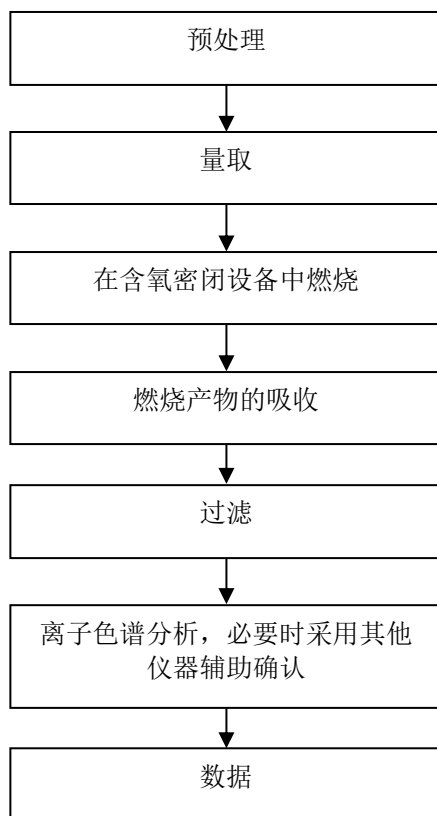 预处理
量取
在含氧密闭设备中燃烧
燃烧产物的吸收
过滤
离子色谱分析，必要时采用其他
仪器辅助确认
数据